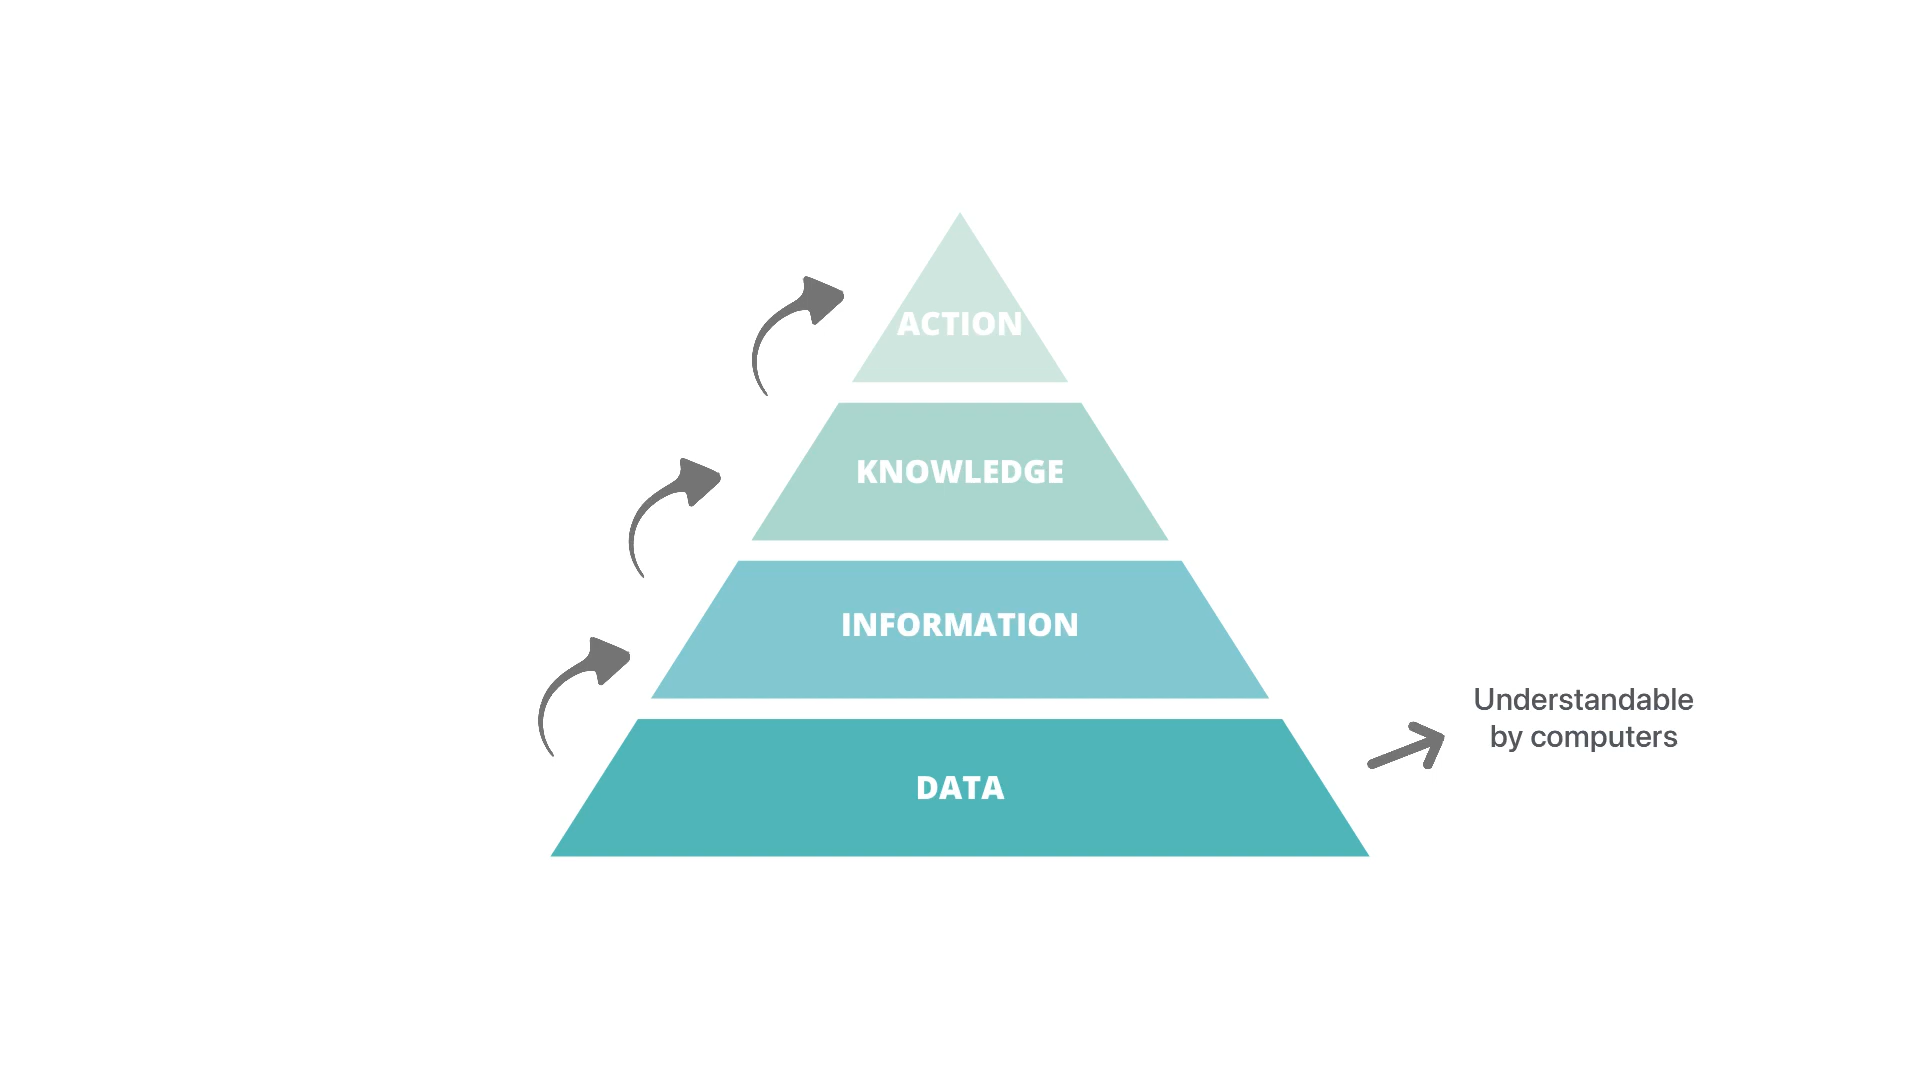 ACTION
KNOWLEDGE
INFORMATION
Understandable
by computers
DATA